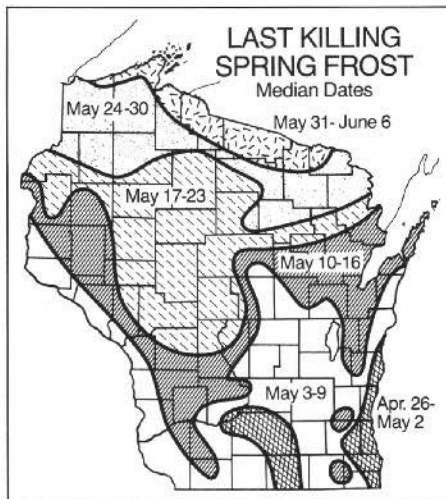 LAST KILLING
SPRING FROST
Median Dates
May 24-30
May 31- June 6
May 17-23
May 10-16
May 3-9
Apr. 26-
May 2